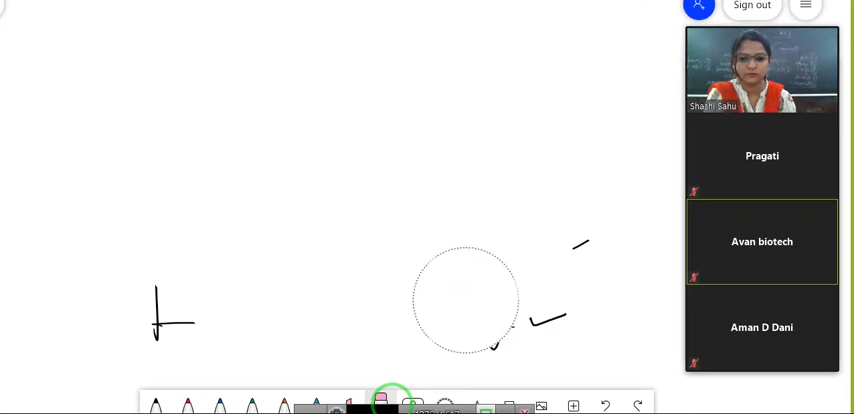 Sign out
Shashi Sahu
Pragati
Avan biotech
Aman D Dani